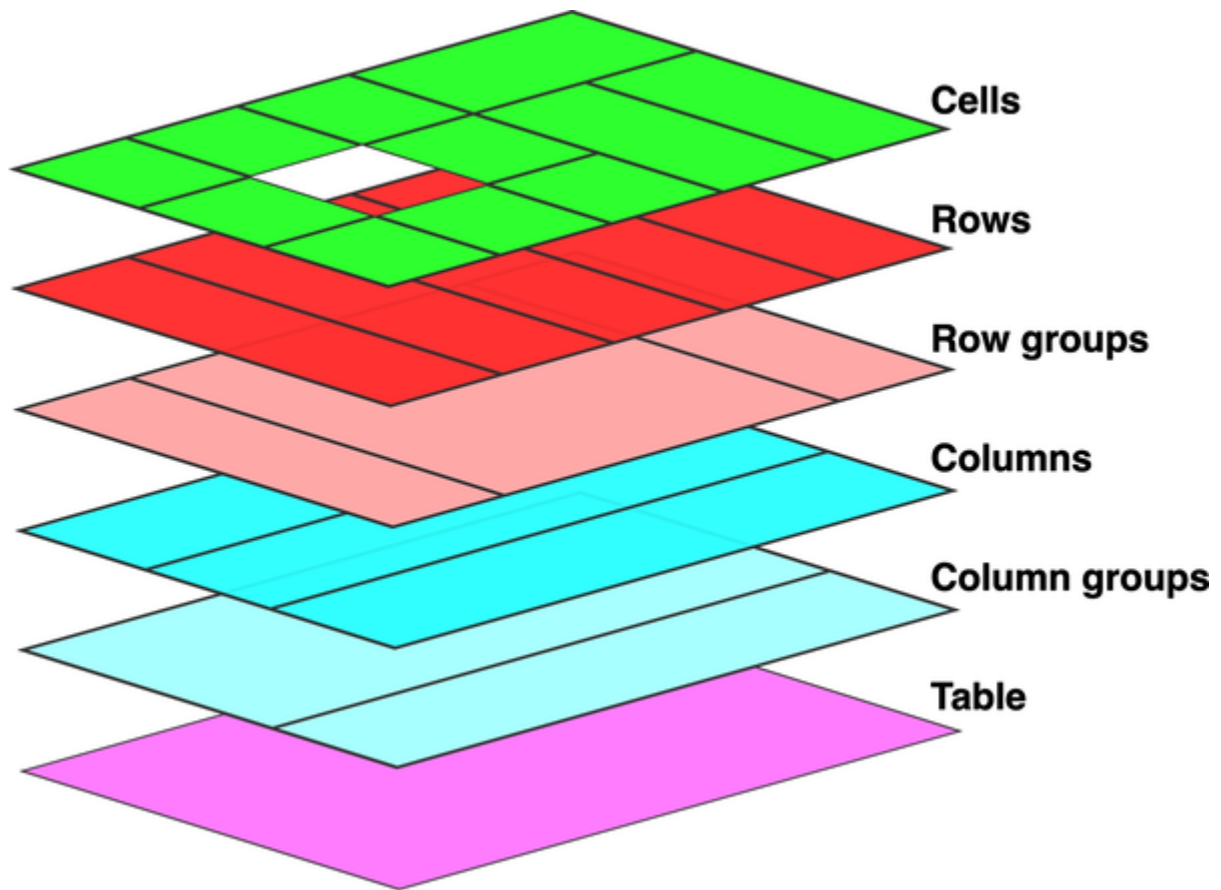 Cells
Rows
Row groups
Columns
Column groups
Table